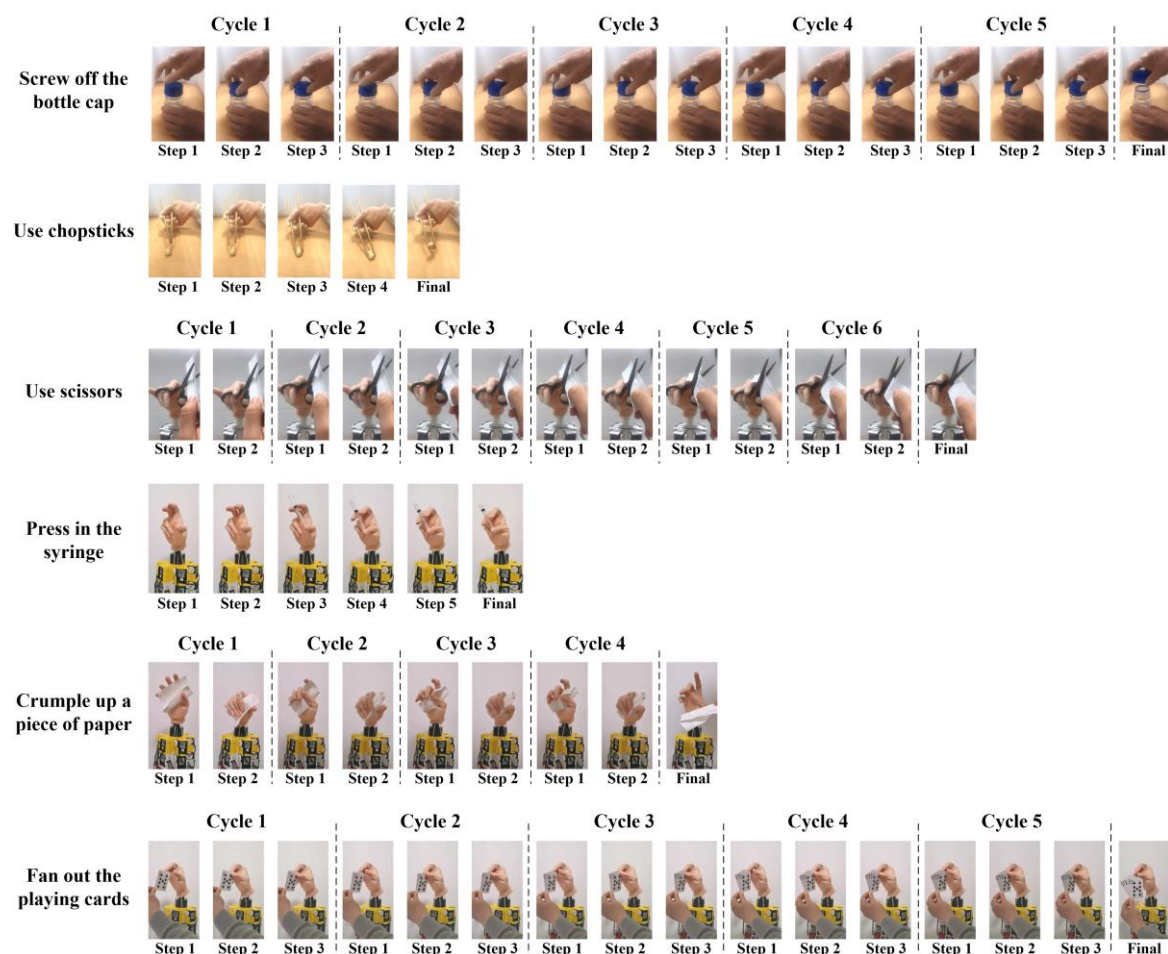 Cycle 1 Cycle 2 Cycle 3 Cycle 4 Cycle 5
Screw off the
bottle cap
Step 1 Step 2 Step 3 Step 1 Step 2 Step 3 Step 1 Step 2 Step 3 Step 1 Step 2 Step 3 Step 1 Step 2 Step 3 Final
Use chopsticks
Step 1 Step 2 Step 3 Step 4 Final
Cycle 1 Cycle 2 Cycle 3 Cycle 4 Cycle 5 Cycle 6
Use scissors
Step 1 Step 2 Step 1 Step 2 Step 1 Step 2 Step 1 Step 2 Step 1 Step 2 Step 1 Step 2 Final
Press in the
syringe
Step 1 Step 2 Step 3 Step 4 Step 5 Final
Cycle 1 Cycle 2 Cycle 3 Cycle 4
Crumple up a
piece of paper
Step 1 Step 2 Step 1 Step 2 Step 1 Step 2 Step 1 Step 2 Final
Cycle 1 Cycle 2 Cycle 3 Cycle 4 Cycle 5
Fan out the
playing cards
Step 1 Step 2 Step 3 Step 1 Step 2 Step 3 Step 1 Step 2 Step 3 Step 1 Step 2 Step 3 Step 1 Step 2 Step 3 Final